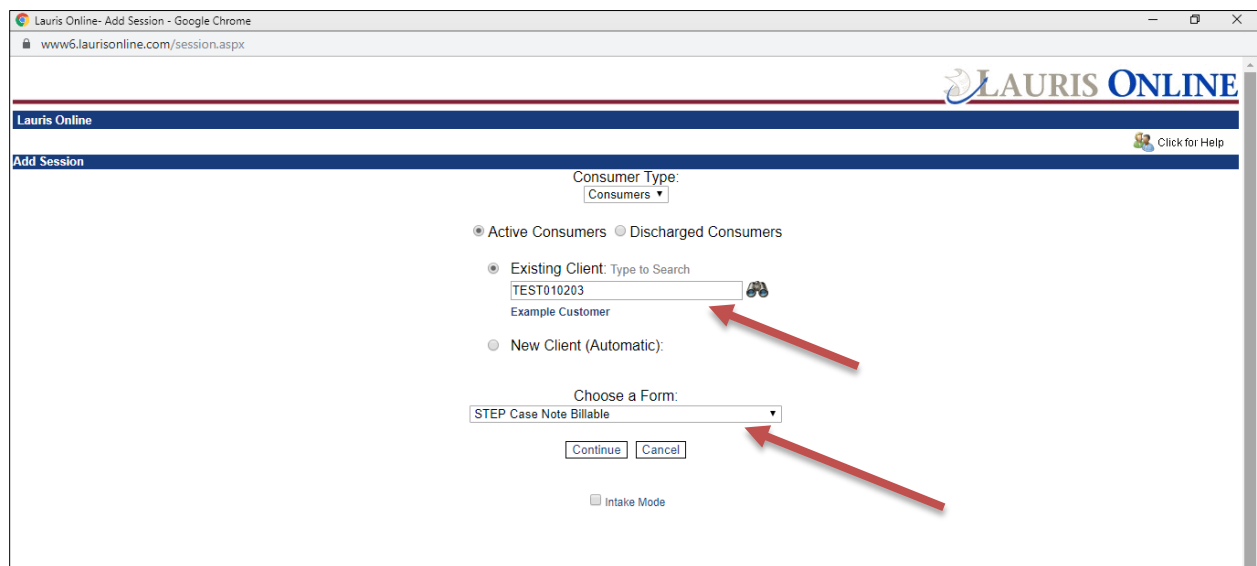 Lauris Online- Add Session - Google Chrome
www6.laurisonline.com/session.aspx
LAURIS ONLINE
Lauris Online
Click for Help
Add Session
Consumer Type:
Consumers
Active Consumers Discharged Consumers
Existing Client: Type to Search
TEST010203
Example Customer
New Client (Automatic):
Choose a Form:
STEP Case Note Billable
Continue Cancel
Intake Mode